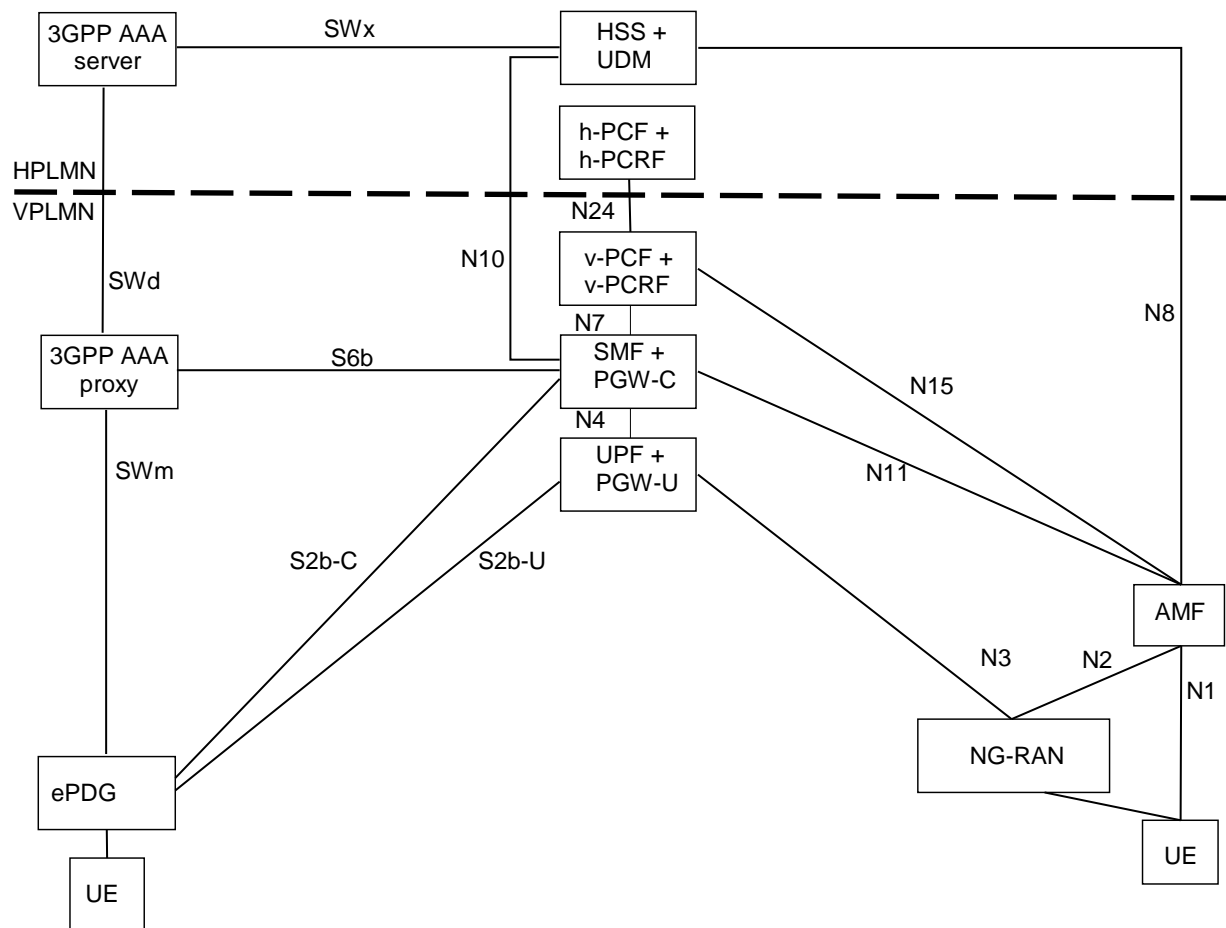 3GPP AAA
server
SWx
HSS +
UDM
h-PCF +
h-PCRF
HPLMN
VPLMN
N24
N10
v-PCF +
v-PCRF
SWd
N8
N7
3GPP AAA
proxy
S6b
SMF +
PGW-C
N15
N4
SWm
UPF +
PGW-U
N11
S2b-C
S2b-U
AMF
N3
N2
N1
NG-RAN
ePDG
UE
UE